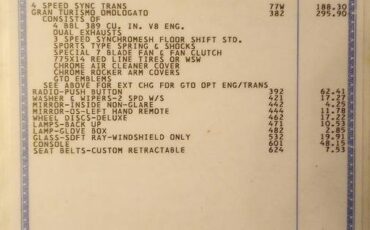 4 SPEED SYNC TRANS 77W 188.30
GRAN TURISMO OMOLOGATO 382 295.90
CONSISTS OF
4 BBL 389 CU. IN. V8 ENG.
DUAL EXHAUSTS
3 SPEED SYNCHROMESH FLOOR SHIFT STD.
SPORTS TYPE SPRING & SHOCKS
SPECIAL 7 BLADE FAN & FAN CLUTCH
775X14 RED LINE TIRES OR WSW
CHROME AIR CLEANER COVER
CHROME ROCKER ARM COVERS
GTO EMBLEMS
SEE ABOVE FOR EXT CHG FOR GTO OPT ENG/TRANS
RADIO-PUSH BUTTON 392 62.41
WASHER & WIPERS-2 SPD W/S 421 17.27
MIRROR-INSIDE NON-GLARE 442 4.25
MIRROR-OS-LEFT HAND REMOTE 444 11.78
WHEEL DISCS-DELUXE 462 17.22
LAMPS-BACK UP 471 10.53
LAMP-GLOVE BOX 482 2.85
GLASS-SOFT RAY-WINDSHIELD ONLY 532 19.91
CONSOLE 601 48.15
SEAT BELTS-CUSTOM RETRACTABLE 624 7.53